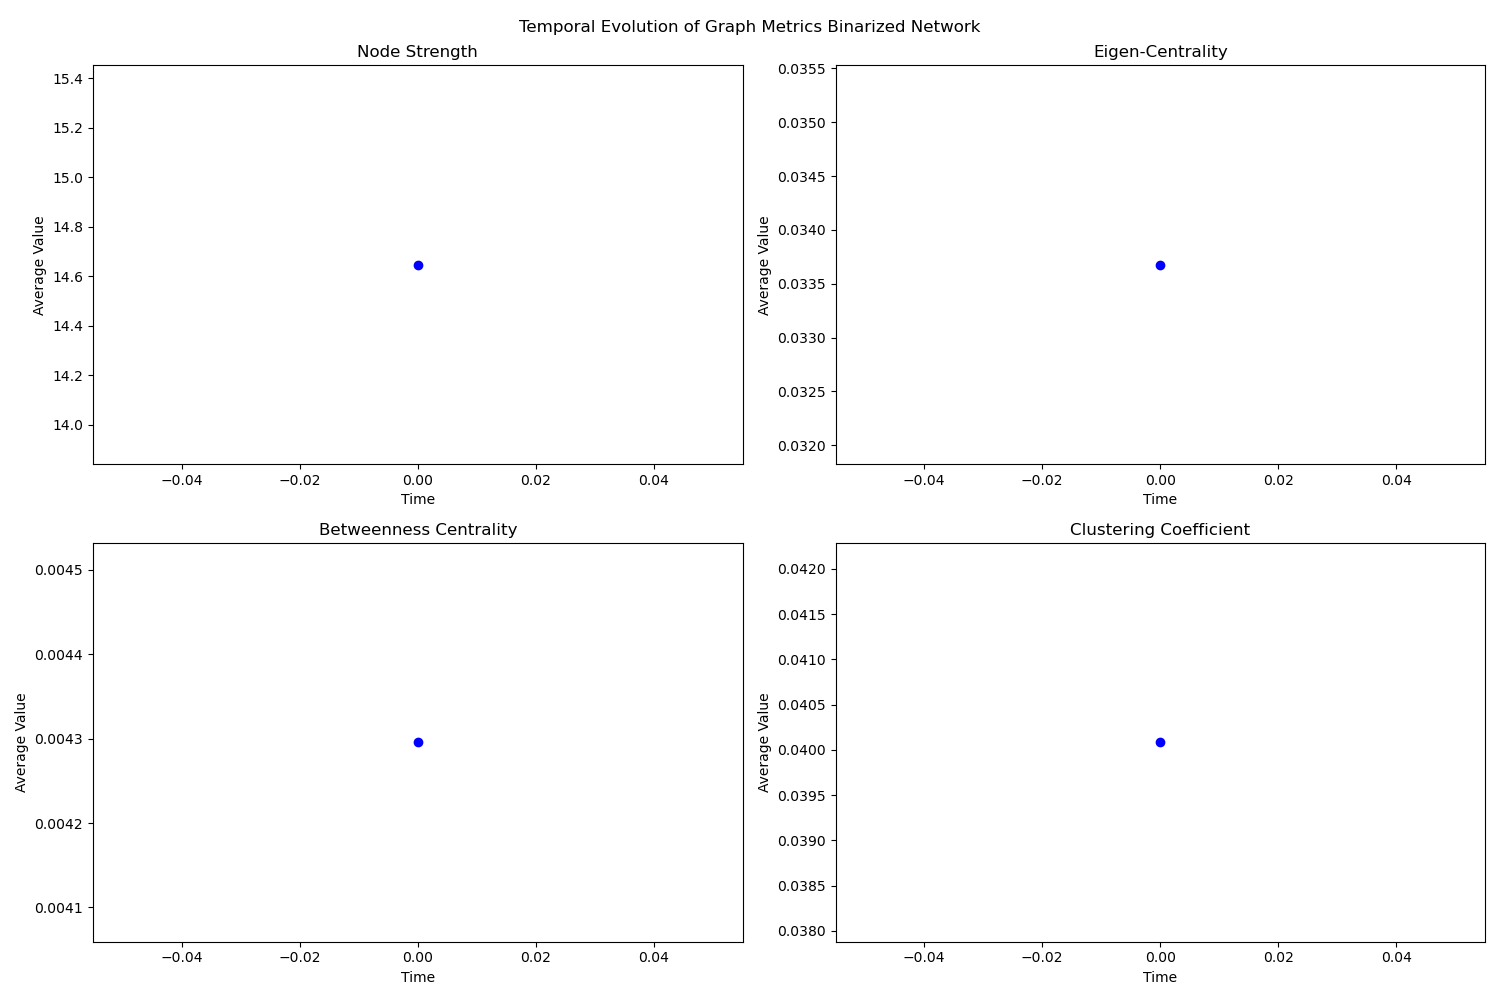 Temporal Evolution of Graph Metrics Binarized Network
Node Strength
15.4
15.2
15.0
14.8
14.6
14.4
14.2
14.0
Average Value
−0.04 −0.02 0.00 0.02 0.04
Time
Eigen-Centrality
0.0355
0.0350
0.0345
0.0340
0.0335
0.0330
0.0325
0.0320
Average Value
−0.04 −0.02 0.00 0.02 0.04
Time
Betweenness Centrality
0.0045
0.0044
0.0043
0.0042
0.0041
Average Value
−0.04 −0.02 0.00 0.02 0.04
Time
Clustering Coefficient
0.0420
0.0415
0.0410
0.0405
0.0400
0.0395
0.0390
0.0385
0.0380
Average Value
−0.04 −0.02 0.00 0.02 0.04
Time